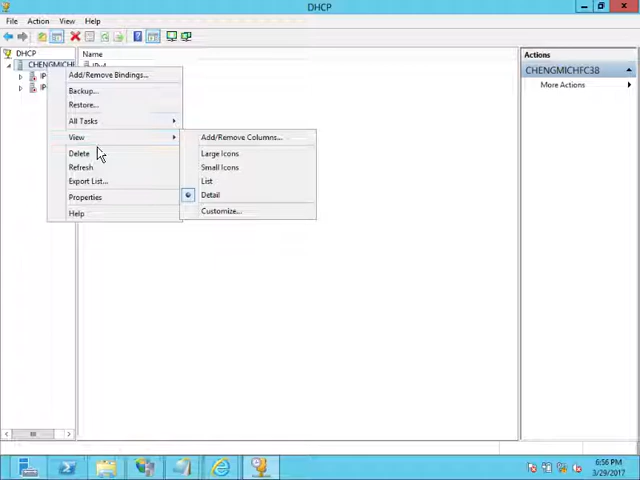 DHCP
File Action View Help
DHCP
Name
Actions
CHENGMICHFC38
More Actions
Add/Remove Bindings...
Backup...
Restore...
All Tasks
View
Delete
Refresh
Export List...
Properties
Help
Add/Remove Columns...
Large Icons
Small Icons
List
Detail
Customize...
6:56 PM
3/29/2017